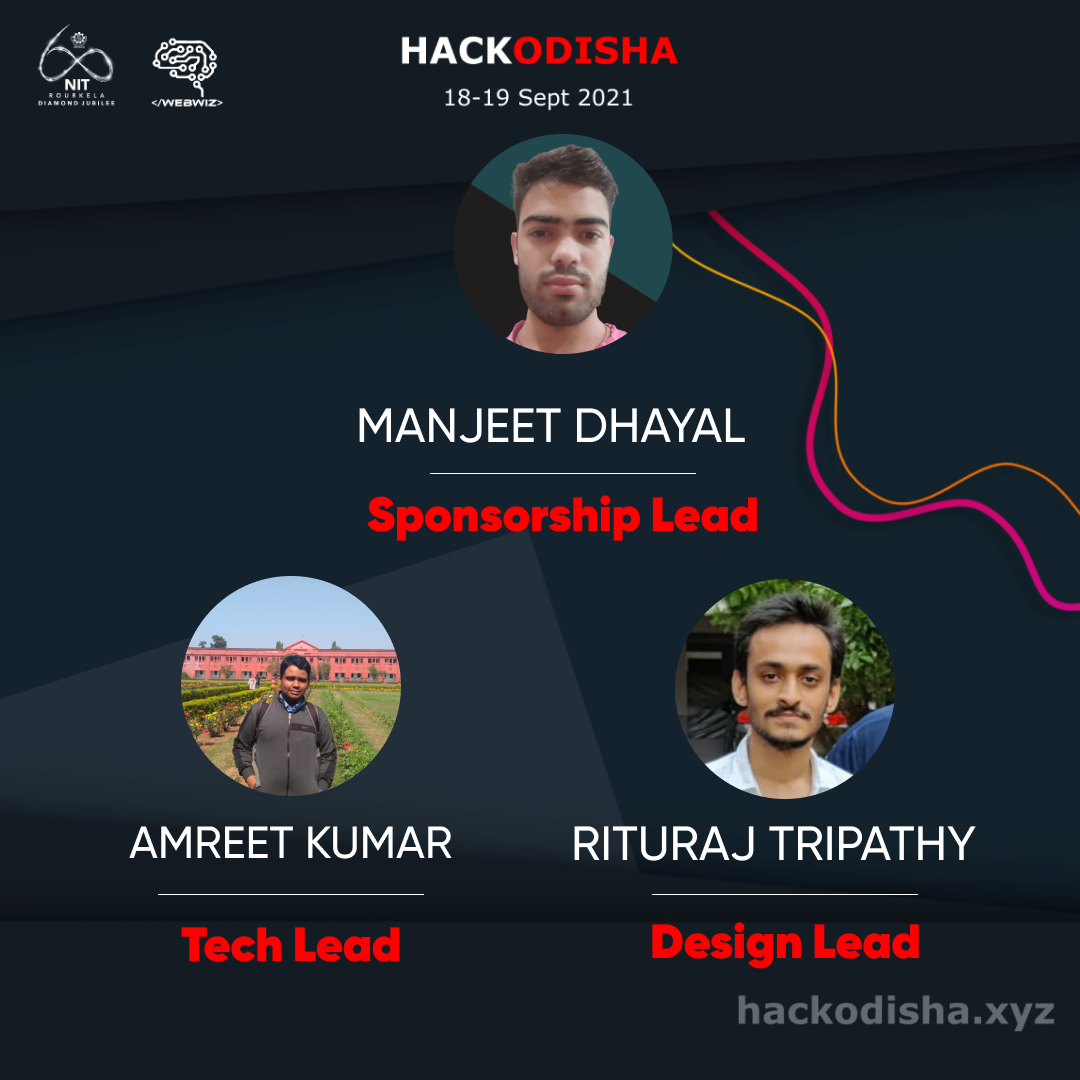 NIT
ROURKELA
DIAMOND JUBILEE
</WEBWIZ>
HACKODISHA
18-19 Sept 2021
MANJEET DHAYAL
Sponsorship Lead
AMREET KUMAR
Tech Lead
RITURAJ TRIPATHY
Design Lead
hackodisha.xyz